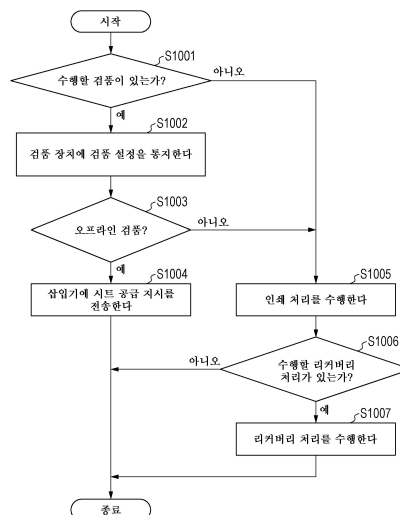 시작
S1001
수행할 검품이 있는가?
아니오
예
S1002
검품 장치에 검품 설정을 통지한다
S1003
오프라인 검품?
아니오
예
S1004
삽입기에 시트 공급 지시를
전송한다
S1005
인쇄 처리를 수행한다
S1006
수행할 리커버리
처리가 있는가?
아니오
예
S1007
리커버리 처리를 수행한다
종료